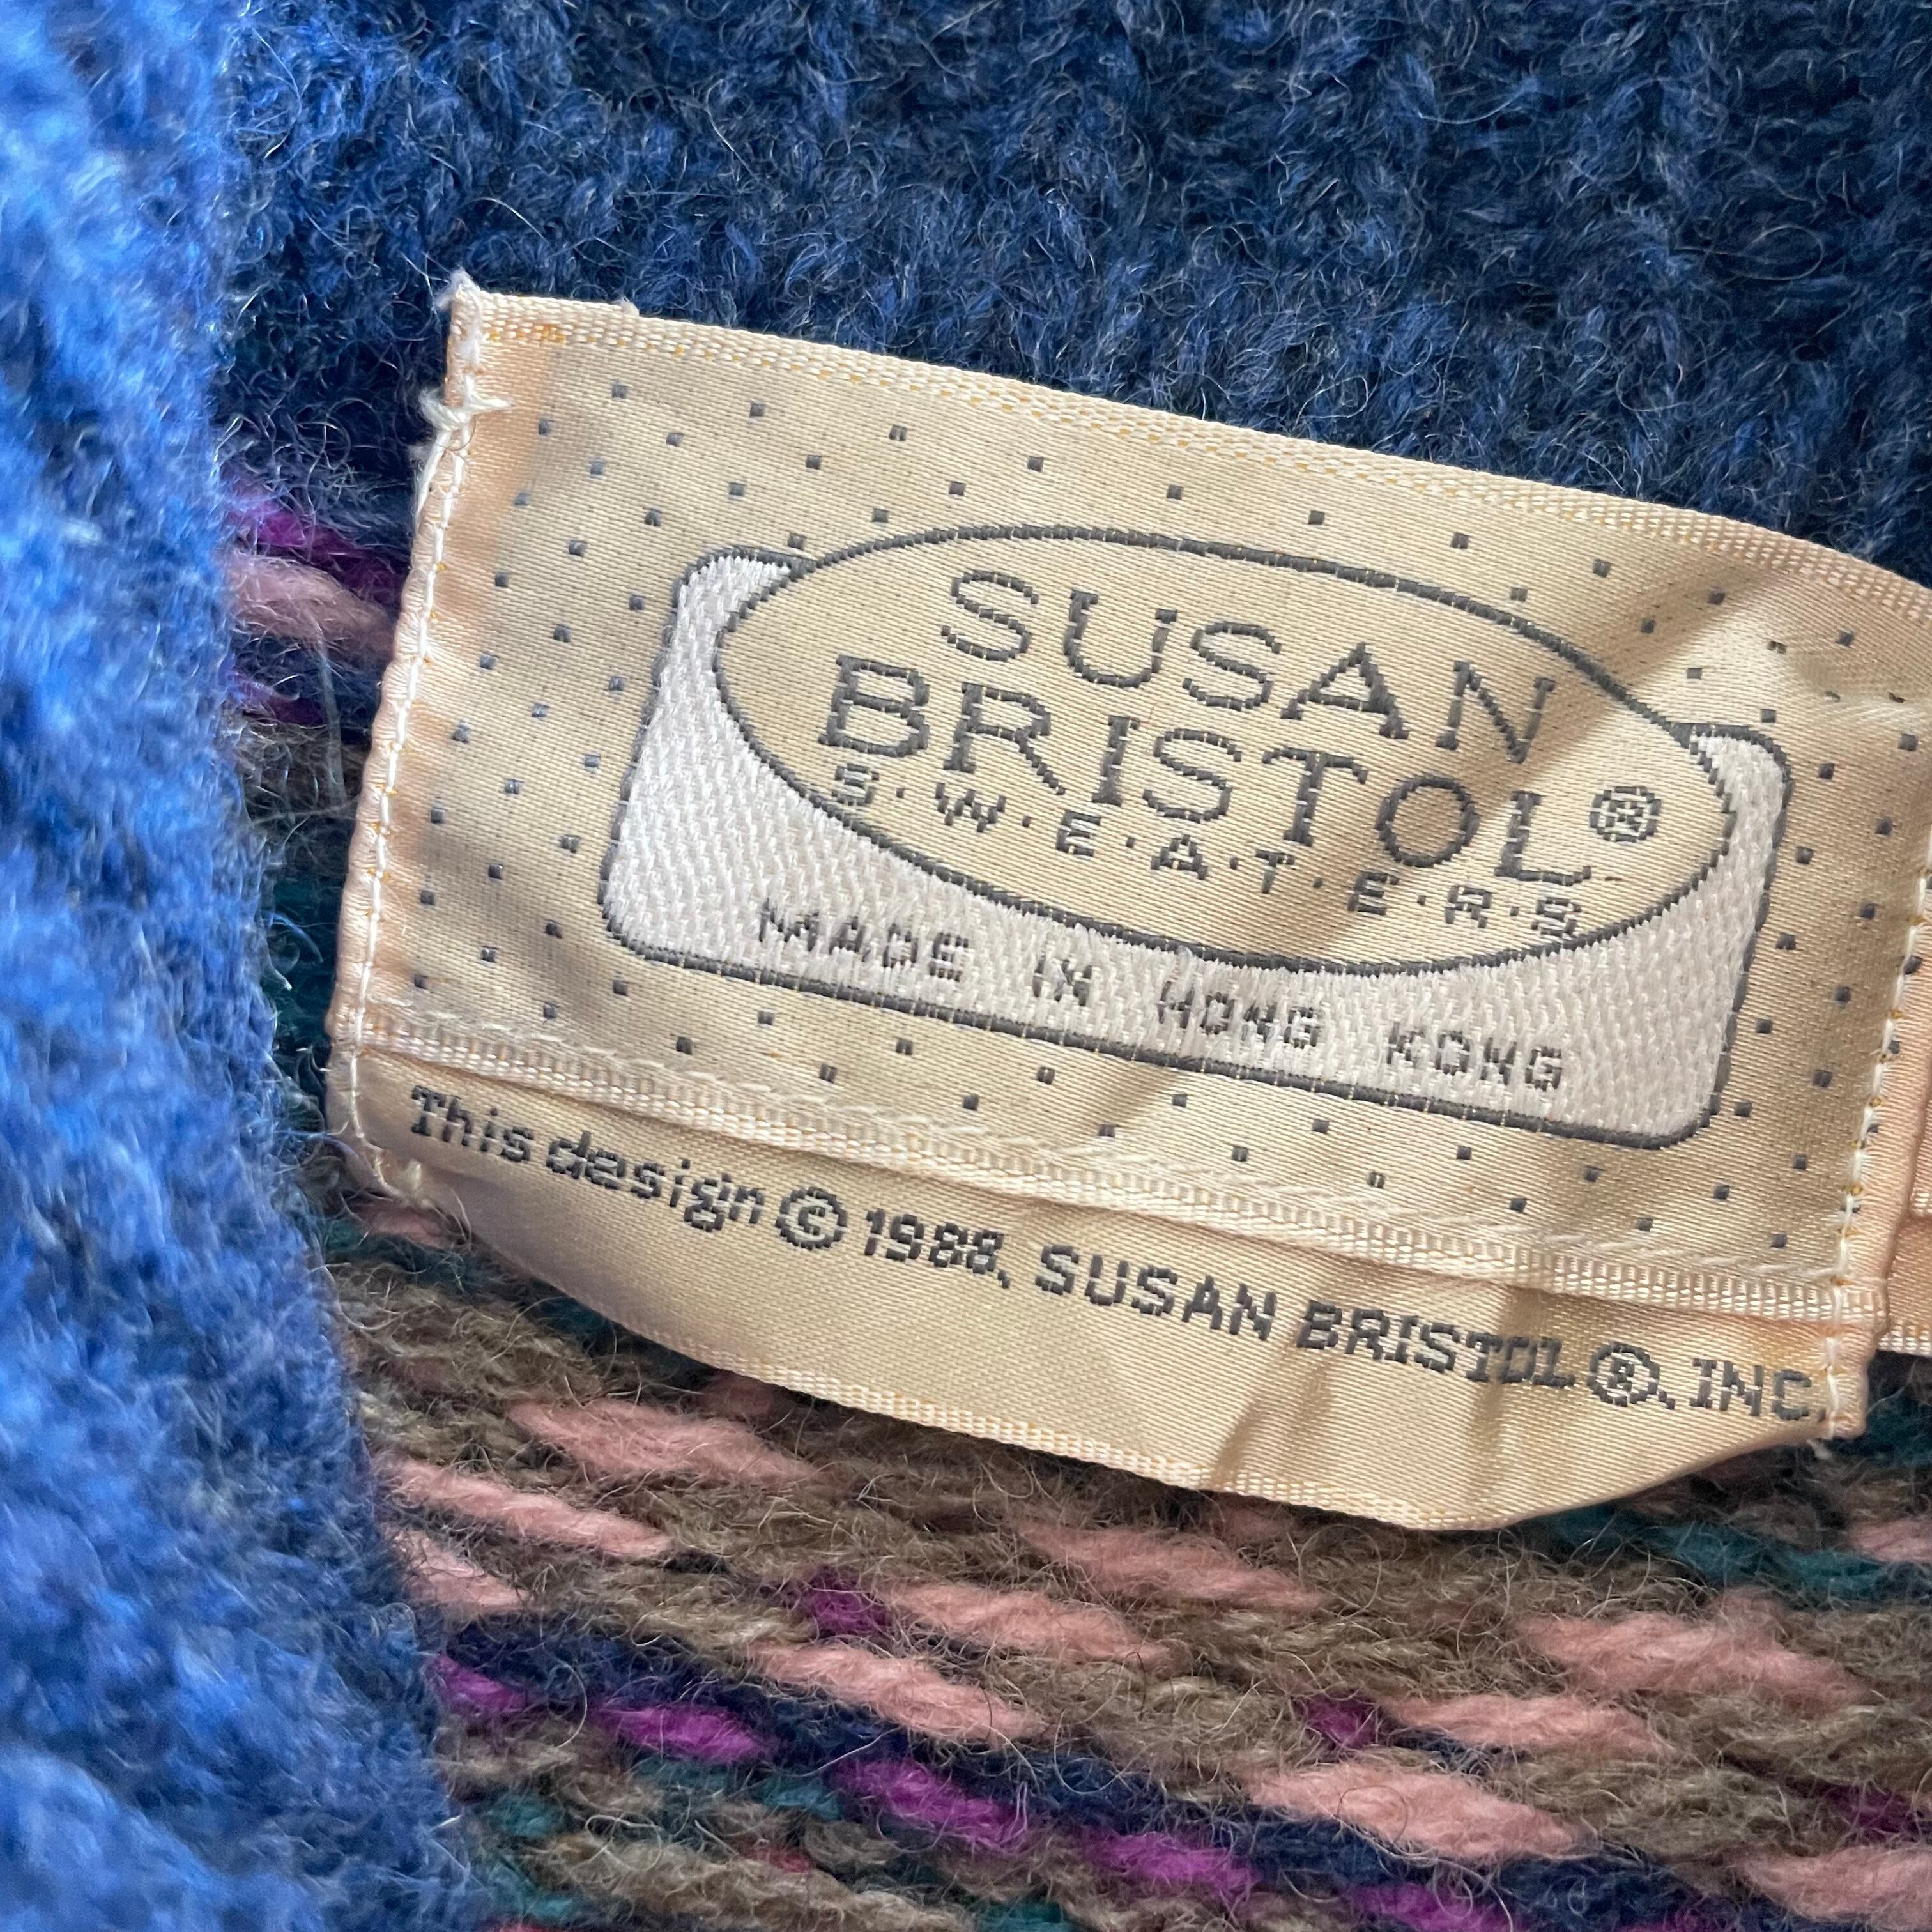 SUSAN
BRISTOL®
S·W·E·A·T·E·R·S
MADE IN HONG KONG
This design © 1988, SUSAN BRISTOL ®, INC.